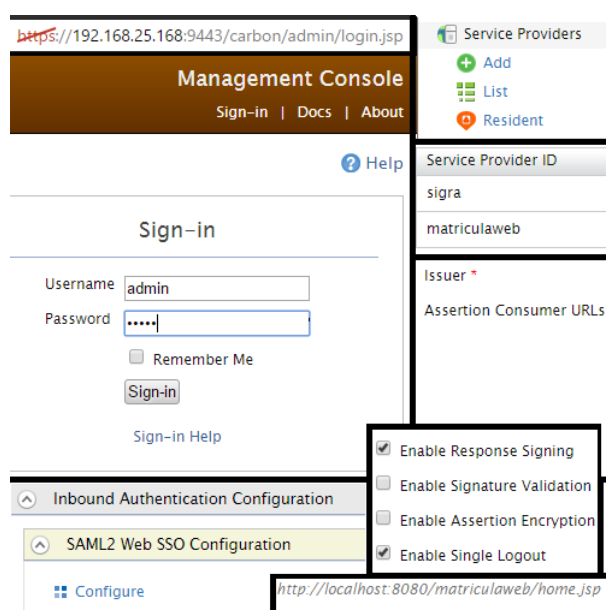 https://192.168.25.168:9443/carbon/admin/login.jsp
Management Console
Sign-in | Docs | About
Help
Sign-in
Username admin
Password •••••
Remember Me
Sign-in
Sign-in Help
Service Providers
Add
List
Resident
Service Provider ID
sigra
matriculaweb
Issuer *
Assertion Consumer URLs
Enable Response Signing
Enable Signature Validation
Enable Assertion Encryption
Enable Single Logout
Inbound Authentication Configuration
SAML2 Web SSO Configuration
Configure
http://localhost:8080/matriculaweb/home.jsp